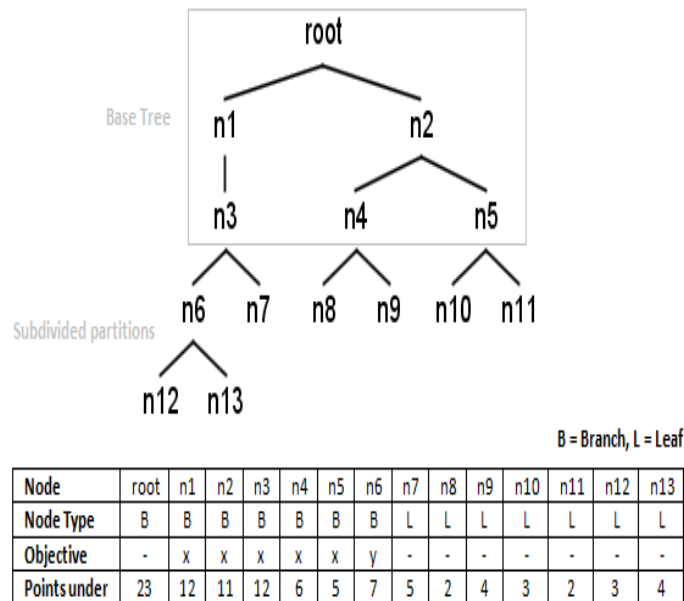 root
Base Tree
n1 n2
n3 n4 n5
n6 n7 n8 n9 n10 n11
Subdivided partitions
n12 n13
B = Branch, L = Leaf
Node root n1 n2 n3 n4 n5 n6 n7 n8 n9 n10 n11 n12 n13
Node Type B B B B B B B L L L L L L L
Objective - x x x x x y - - - - - - -
Points under 23 12 11 12 6 5 7 5 2 4 3 2 3 4